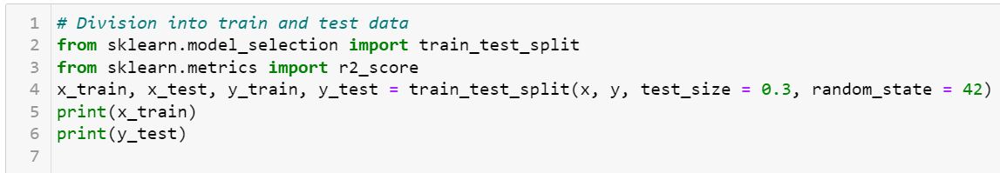 1 # Division into train and test data
2 from sklearn.model_selection import train_test_split
3 from sklearn.metrics import r2_score
4 x_train, x_test, y_train, y_test = train_test_split(x, y, test_size = 0.3, random_state = 42)
5 print(x_train)
6 print(y_test)
7